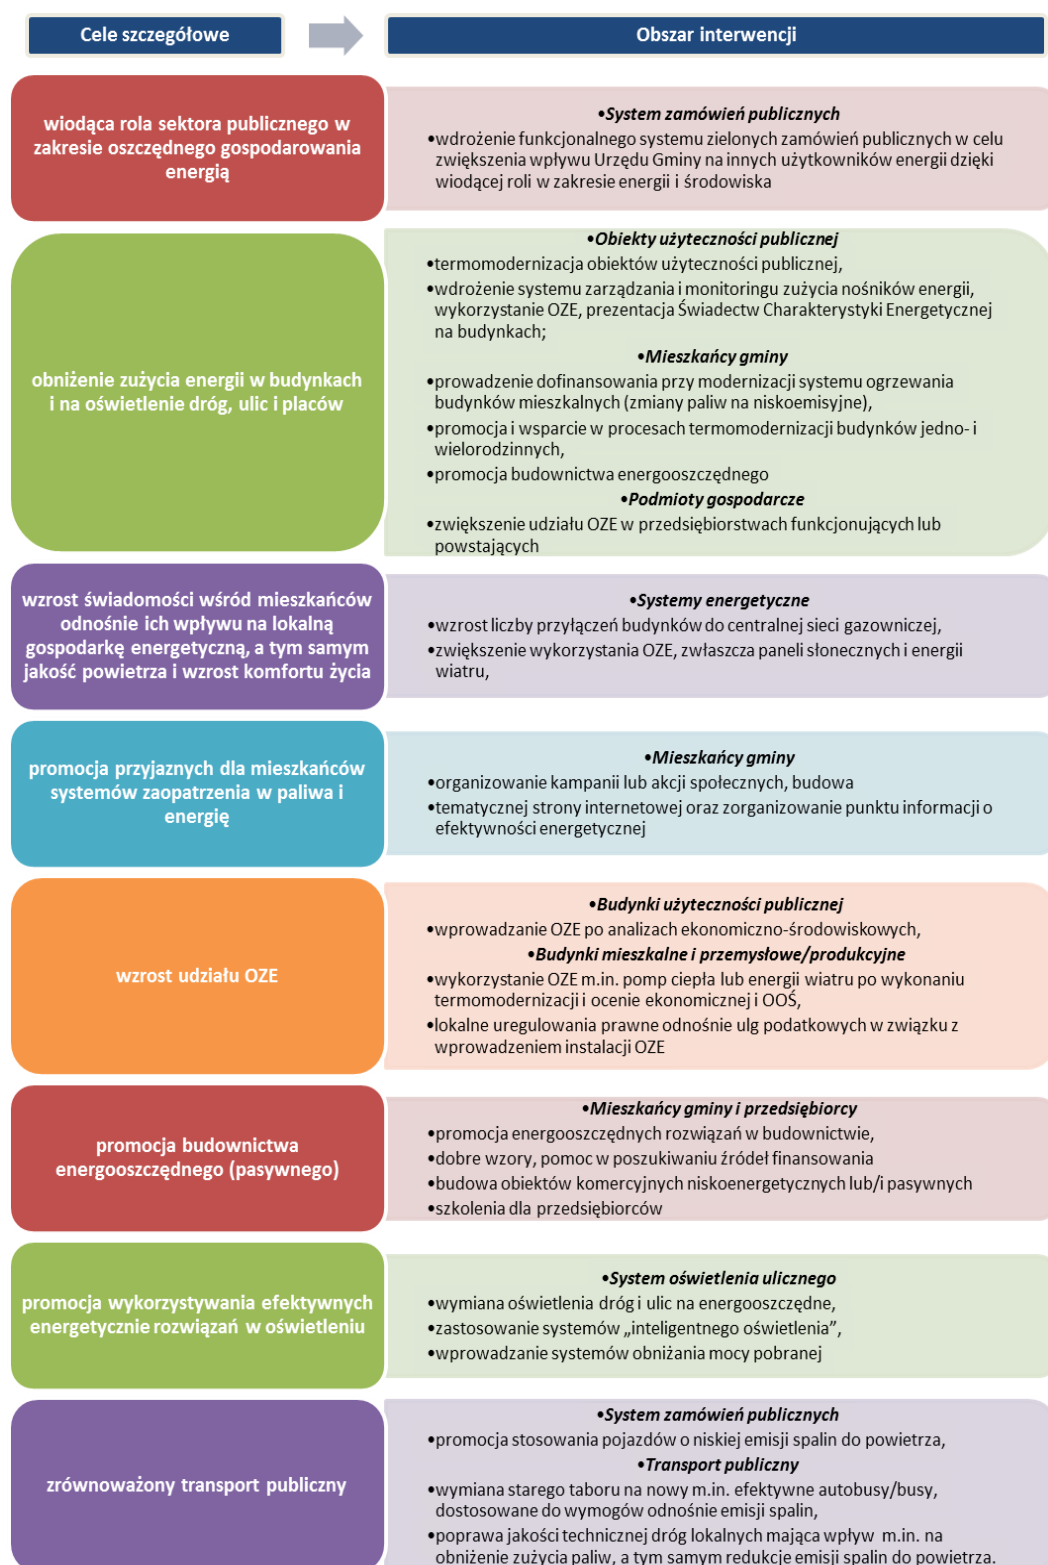 Cele szczegółowe
Obszar interwencji
wiodąca rola sektora publicznego w
zakresie oszczędnego gospodarowania
energią
•System zamówień publicznych
•wdrożenie funkcjonalnego systemu zielonych zamówień publicznych w celu
zwiększenia wpływu Urzędu Gminy na innych użytkowników energii dzięki
wiodącej roli w zakresie energii i środowiska
obniżenie zużycia energii w budynkach
i na oświetlenie dróg, ulic i placów
•Obiekty użyteczności publicznej
•termomodernizacja obiektów użyteczności publicznej,
•wdrożenie systemu zarządzania i monitoringu zużycia nośników energii,
wykorzystanie OZE, prezentacja Świadectw Charakterystyki Energetycznej
na budynkach;
•Mieszkańcy gminy
•prowadzenie dofinansowania przy modernizacji systemu ogrzewania
budynków mieszkalnych (zmiany paliw na niskoemisyjne),
•promocja i wsparcie w procesach termomodernizacji budynków jedno- i
wielorodzinnych,
•promocja budownictwa energooszczędnego
•Podmioty gospodarcze
•zwiększenie udziału OZE w przedsiębiorstwach funkcjonujących lub
powstających
wzrost świadomości wśród mieszkańców
odnośnie ich wpływu na lokalną
gospodarkę energetyczną, a tym samym
jakość powietrza i wzrost komfortu życia
•Systemy energetyczne
•wzrost liczby przyłączeń budynków do centralnej sieci gazowniczej,
•zwiększenie wykorzystania OZE, zwłaszcza paneli słonecznych i energii
wiatru,
promocja przyjaznych dla mieszkańców
systemów zaopatrzenia w paliwa i
energię
•Mieszkańcy gminy
•organizowanie kampanii lub akcji społecznych, budowa
•tematycznej strony internetowej oraz zorganizowanie punktu informacji o
efektywności energetycznej
wzrost udziału OZE
•Budynki użyteczności publicznej
•wprowadzanie OZE po analizach ekonomiczno-środowiskowych,
•Budynki mieszkalne i przemysłowe/produkcyjne
•wykorzystanie OZE m.in. pomp ciepła lub energii wiatru po wykonaniu
termomodernizacji i ocenie ekonomicznej i OOŚ,
•lokalne uregulowania prawne odnośnie ulg podatkowych w związku z
wprowadzeniem instalacji OZE
promocja budownictwa
energooszczędnego (pasywnego)
•Mieszkańcy gminy i przedsiębiorcy
•promocja energooszczędnych rozwiązań w budownictwie,
•dobre wzory, pomoc w poszukiwaniu źródeł finansowania
•budowa obiektów komercyjnych niskoenergetycznych lub/i pasywnych
•szkolenia dla przedsiębiorców
promocja wykorzystywania efektywnych
energetycznie rozwiązań w oświetleniu
•System oświetlenia ulicznego
•wymiana oświetlenia dróg i ulic na energooszczędne,
•zastosowanie systemów „inteligentnego oświetlenia”,
•wprowadzanie systemów obniżania mocy pobranej
zrównoważony transport publiczny
•System zamówień publicznych
•promocja stosowania pojazdów o niskiej emisji spalin do powietrza,
•Transport publiczny
•wymiana starego taboru na nowy m.in. efektywne autobusy/busy,
dostosowane do wymogów odnośnie emisji spalin,
•poprawa jakości technicznej dróg lokalnych mająca wpływ m.in. na
obniżenie zużycia paliw, a tym samym redukcję emisji spalin do powietrza.